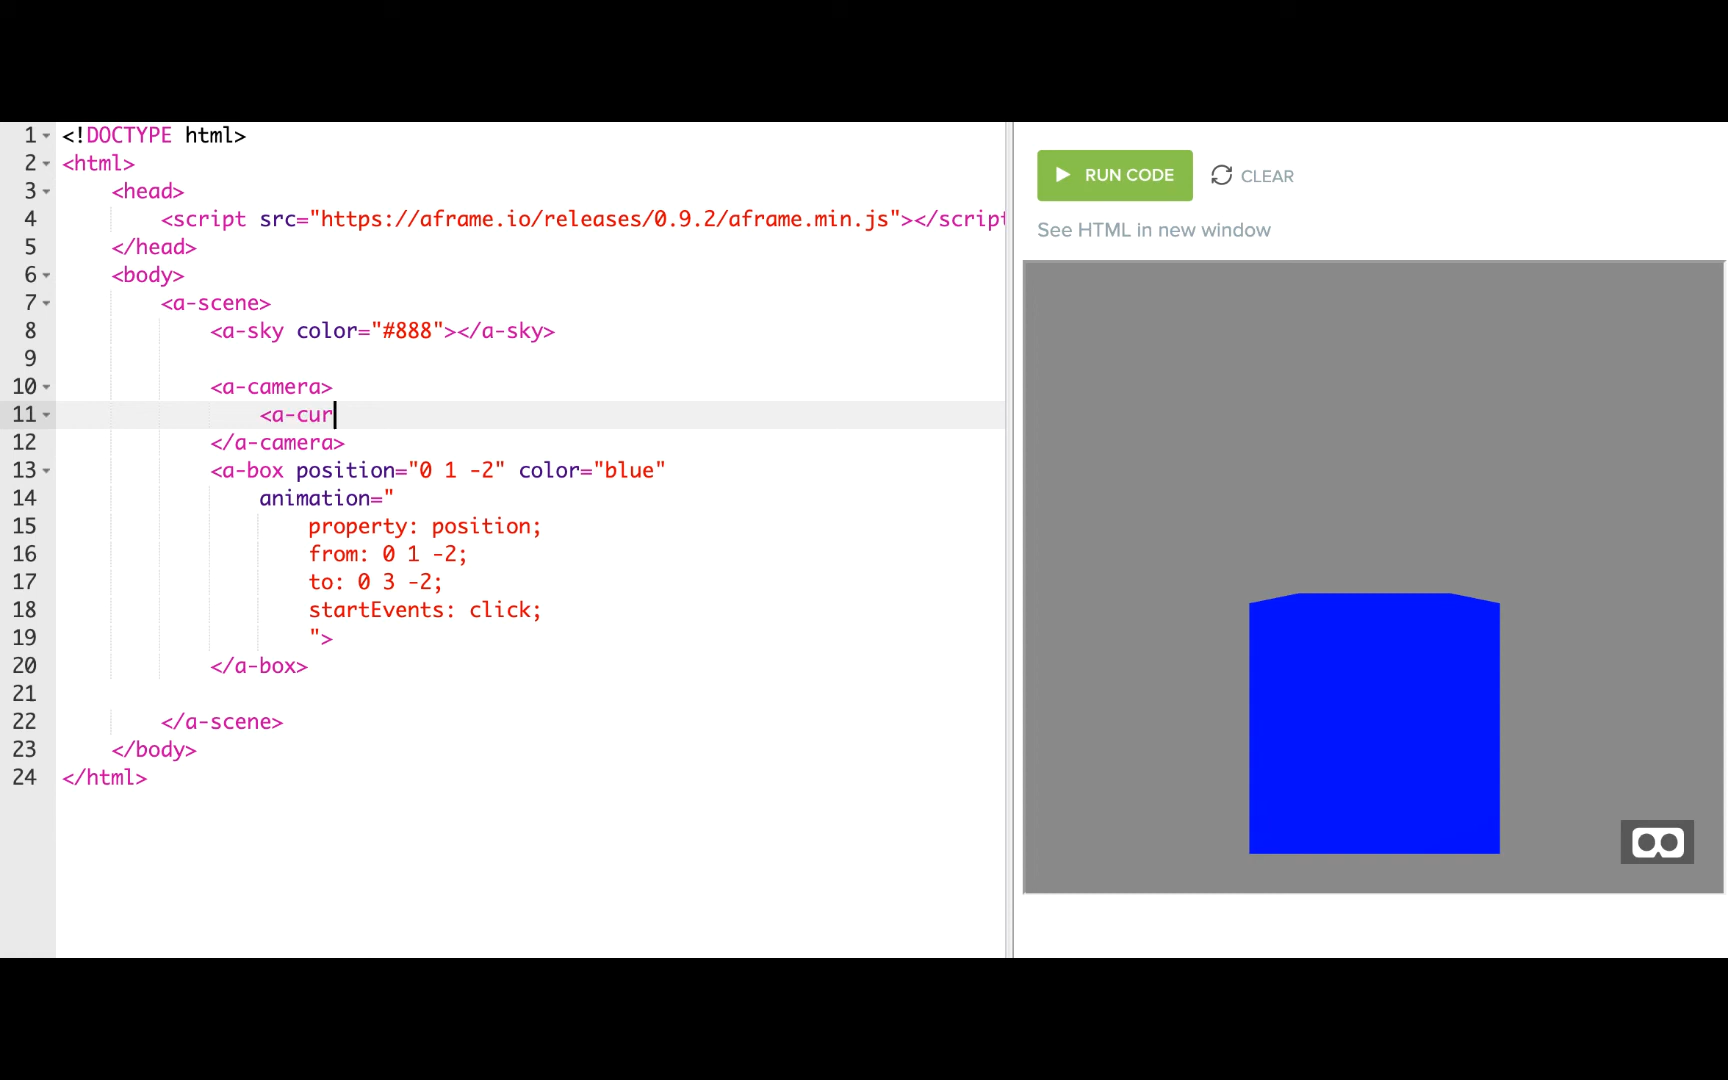 1 <!DOCTYPE html>
2 <html>
3 <head>
4 <script src="https://aframe.io/releases/0.9.2/aframe.min.js"></script
5 </head>
6 <body>
7 <a-scene>
8 <a-sky color="#888"></a-sky>
9
10 <a-camera>
11 <a-cur
12 </a-camera>
13 <a-box position="0 1 -2" color="blue"
14 animation="
15 property: position;
16 from: 0 1 -2;
17 to: 0 3 -2;
18 startEvents: click;
19 ">
20 </a-box>
21
22 </a-scene>
23 </body>
24 </html>
RUN CODE
CLEAR
See HTML in new window